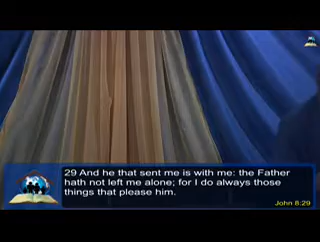 29 And he that sent me is with me: the Father
hath not left me alone; for I do always those
things that please him.
John 8:29